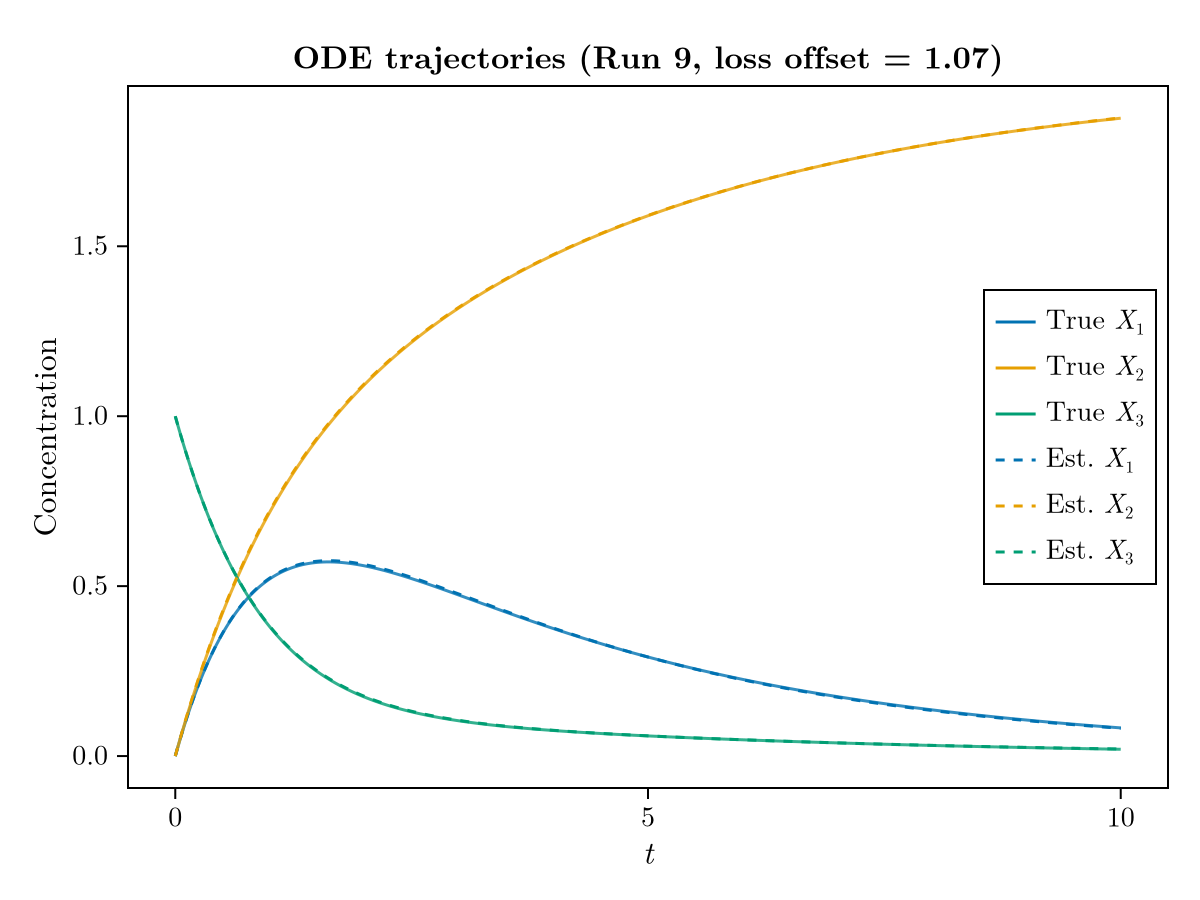 ODE trajectories (Run 9, loss offset = 1.07)
Concentration
1.5
1.0
0.5
0.0
0
5
10
t
True X₁
True X₂
True X₃
Est. X₁
Est. X₂
Est. X₃